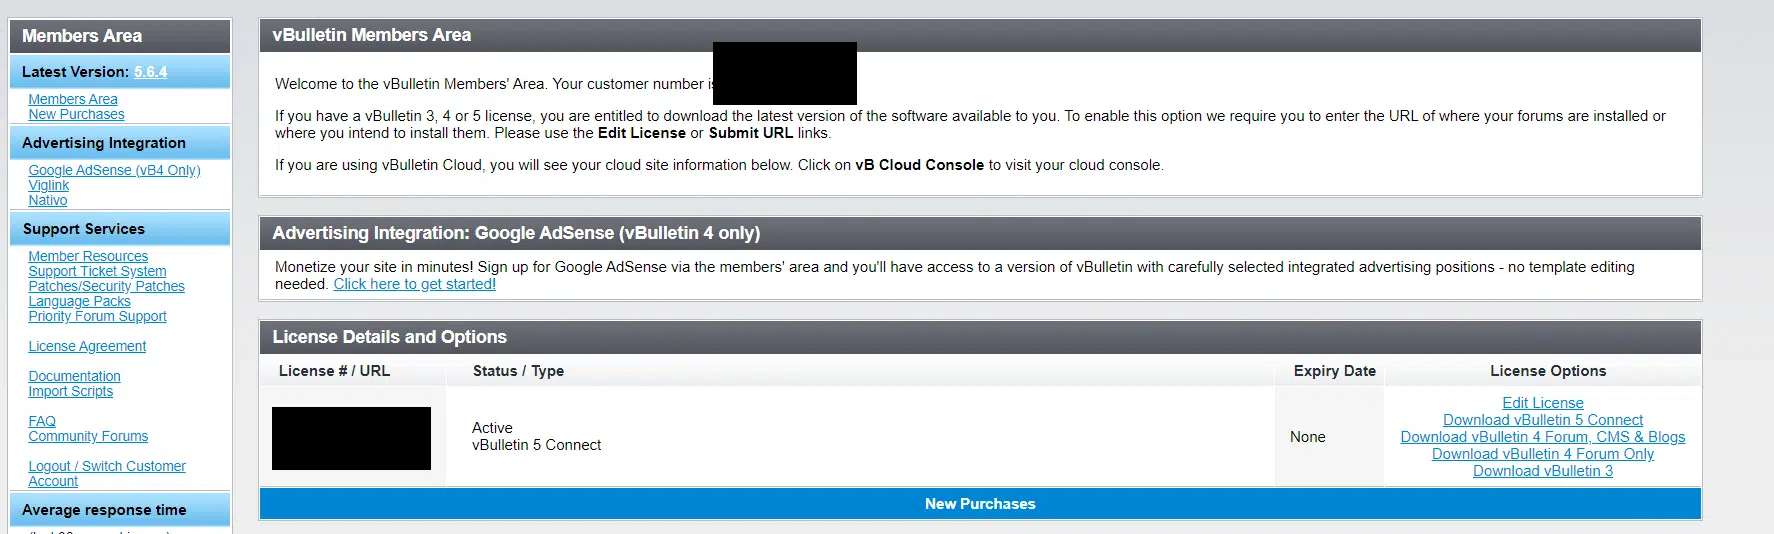 Members Area
Latest Version: 5.6.4
Members Area
New Purchases
Advertising Integration
Google AdSense (vB4 Only)
Viglink
Nativo
Support Services
Member Resources
Support Ticket System
Patches/Security Patches
Language Packs
Priority Forum Support
License Agreement
Documentation
Import Scripts
FAQ
Community Forums
Logout / Switch Customer
Account
Average response time
vBulletin Members Area
Welcome to the vBulletin Members' Area. Your customer number is
If you have a vBulletin 3, 4 or 5 license, you are entitled to download the latest version of the software available to you. To enable this option we require you to enter the URL of where your forums are installed or
where you intend to install them. Please use the Edit License or Submit URL links.
If you are using vBulletin Cloud, you will see your cloud site information below. Click on vB Cloud Console to visit your cloud console.
Advertising Integration: Google AdSense (vBulletin 4 only)
Monetize your site in minutes! Sign up for Google AdSense via the members' area and you'll have access to a version of vBulletin with carefully selected integrated advertising positions - no template editing
needed. Click here to get started!
License Details and Options
License # / URL Status / Type Expiry Date License Options
Active
vBulletin 5 Connect
None
Edit License
Download vBulletin 5 Connect
Download vBulletin 4 Forum, CMS & Blogs
Download vBulletin 4 Forum Only
Download vBulletin 3
New Purchases